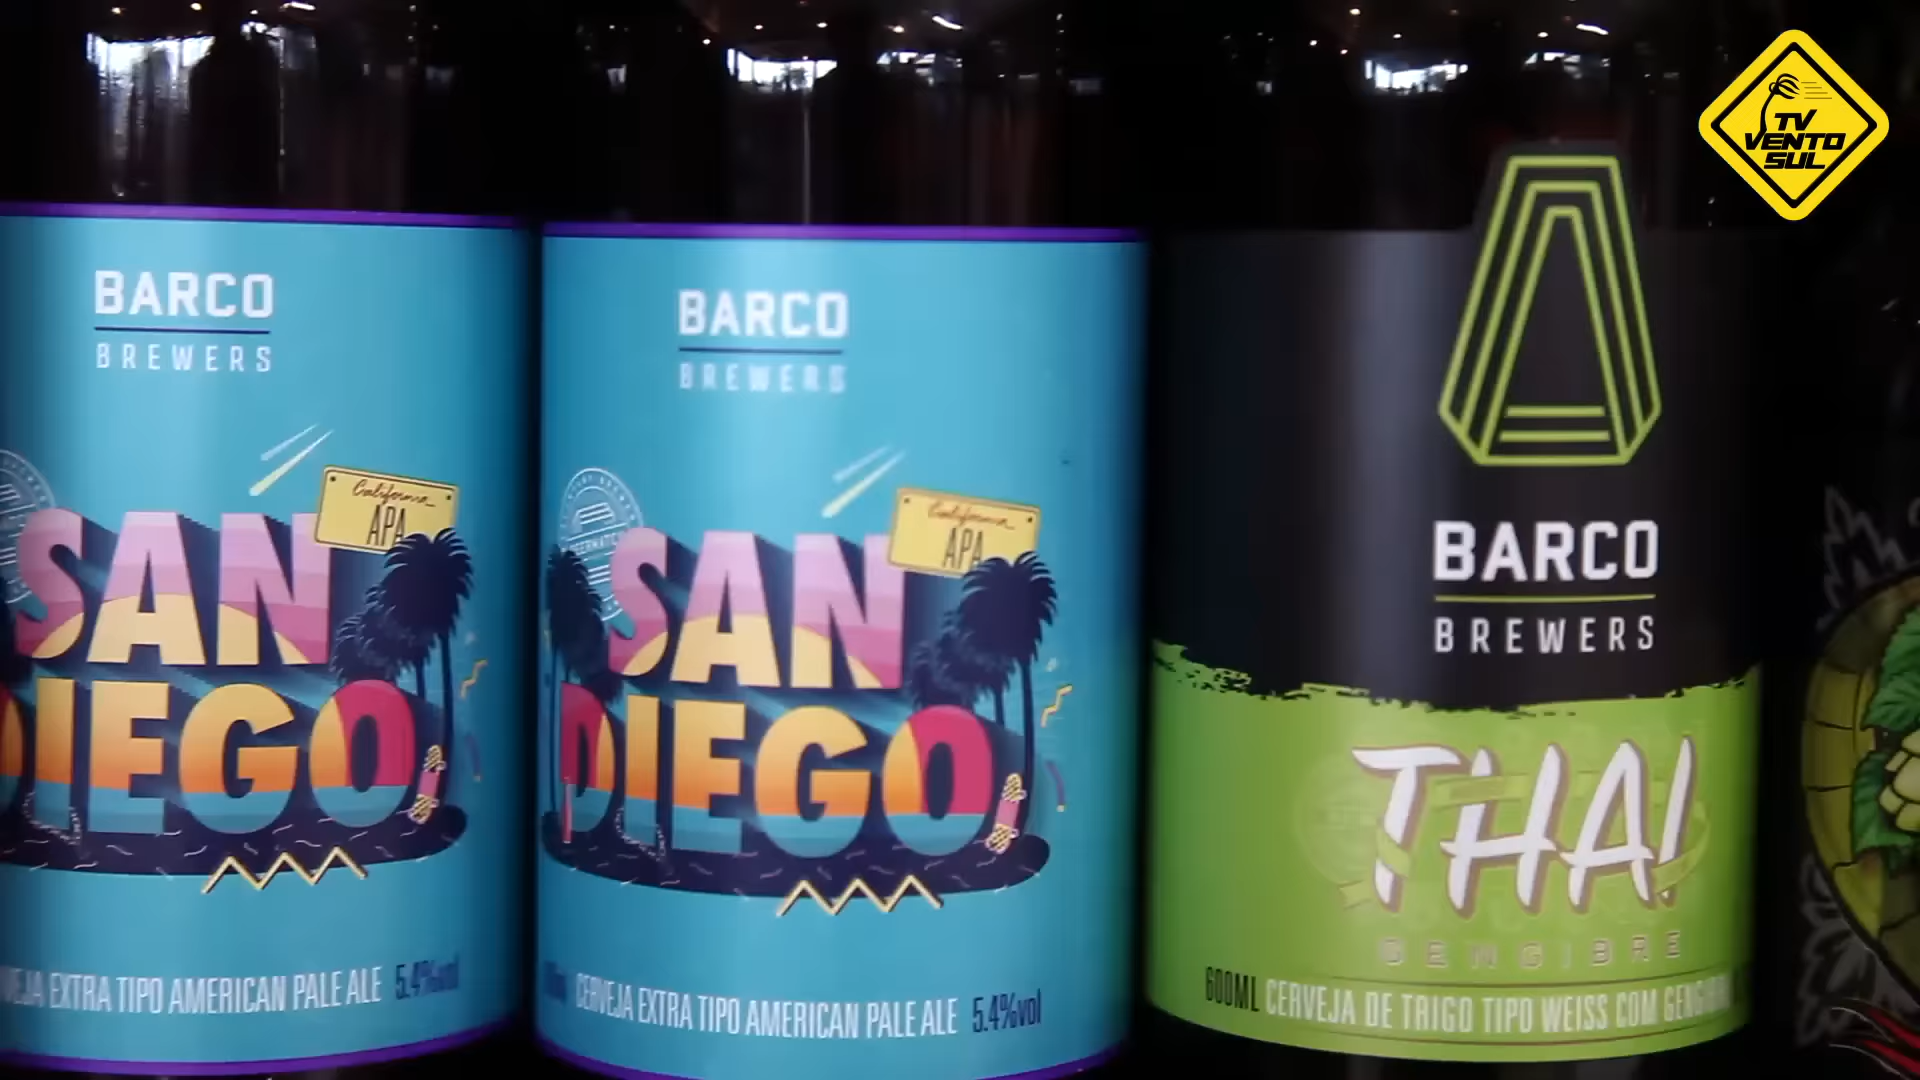 TV
VENTO
SUL
BARCO
BREWERS
California
APA
SAN
DIEGO
EXTRA TIPO AMERICAN PALE ALE 5.4%vol
BARCO
BREWERS
California
APA
SAN
DIEGO
CERVEJA EXTRA TIPO AMERICAN PALE ALE 5.4%vol
BARCO
BREWERS
THAI
GENGIBRE
600ML CERVEJA DE TRIGO TIPO WEISS COM